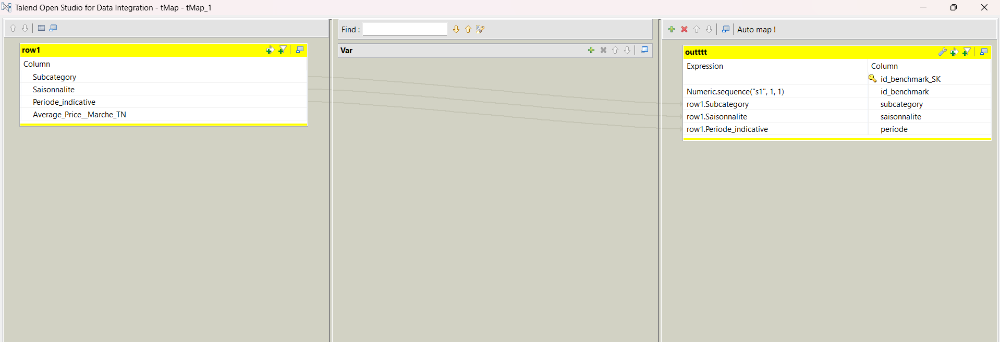 Talend Open Studio for Data Integration - tMap - tMap_1
Find :
Auto map !
row1
Column
Subcategory
Saisonnalite
Periode_indicative
Average_Price__Marche_TN
Var
outttt
Expression Column
id_benchmark_SK
Numeric.sequence("s1", 1, 1) id_benchmark
row1.Subcategory subcategory
row1.Saisonnalite saisonnalite
row1.Periode_indicative periode